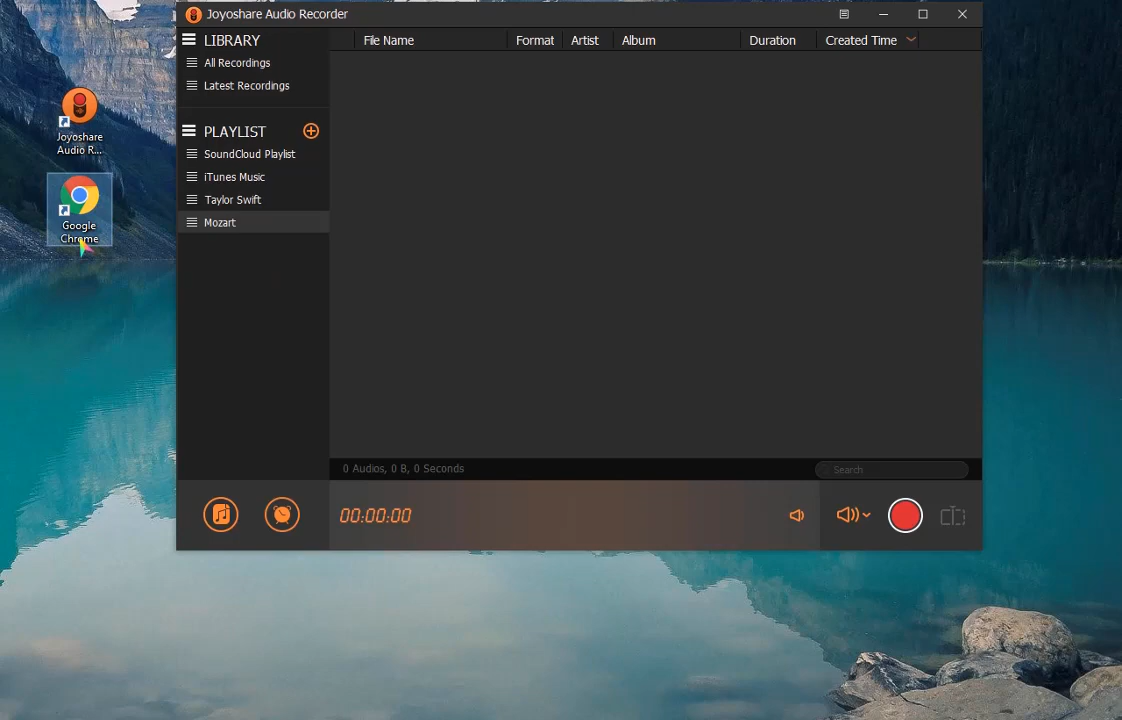 Joyoshare Audio Recorder
LIBRARY
All Recordings
Latest Recordings
PLAYLIST
SoundCloud Playlist
iTunes Music
Taylor Swift
Mozart
File Name Format Artist Album Duration Created Time
0 Audios, 0 B, 0 Seconds
Search
00:00:00
Joyoshare
Audio R...
Google
Chrome